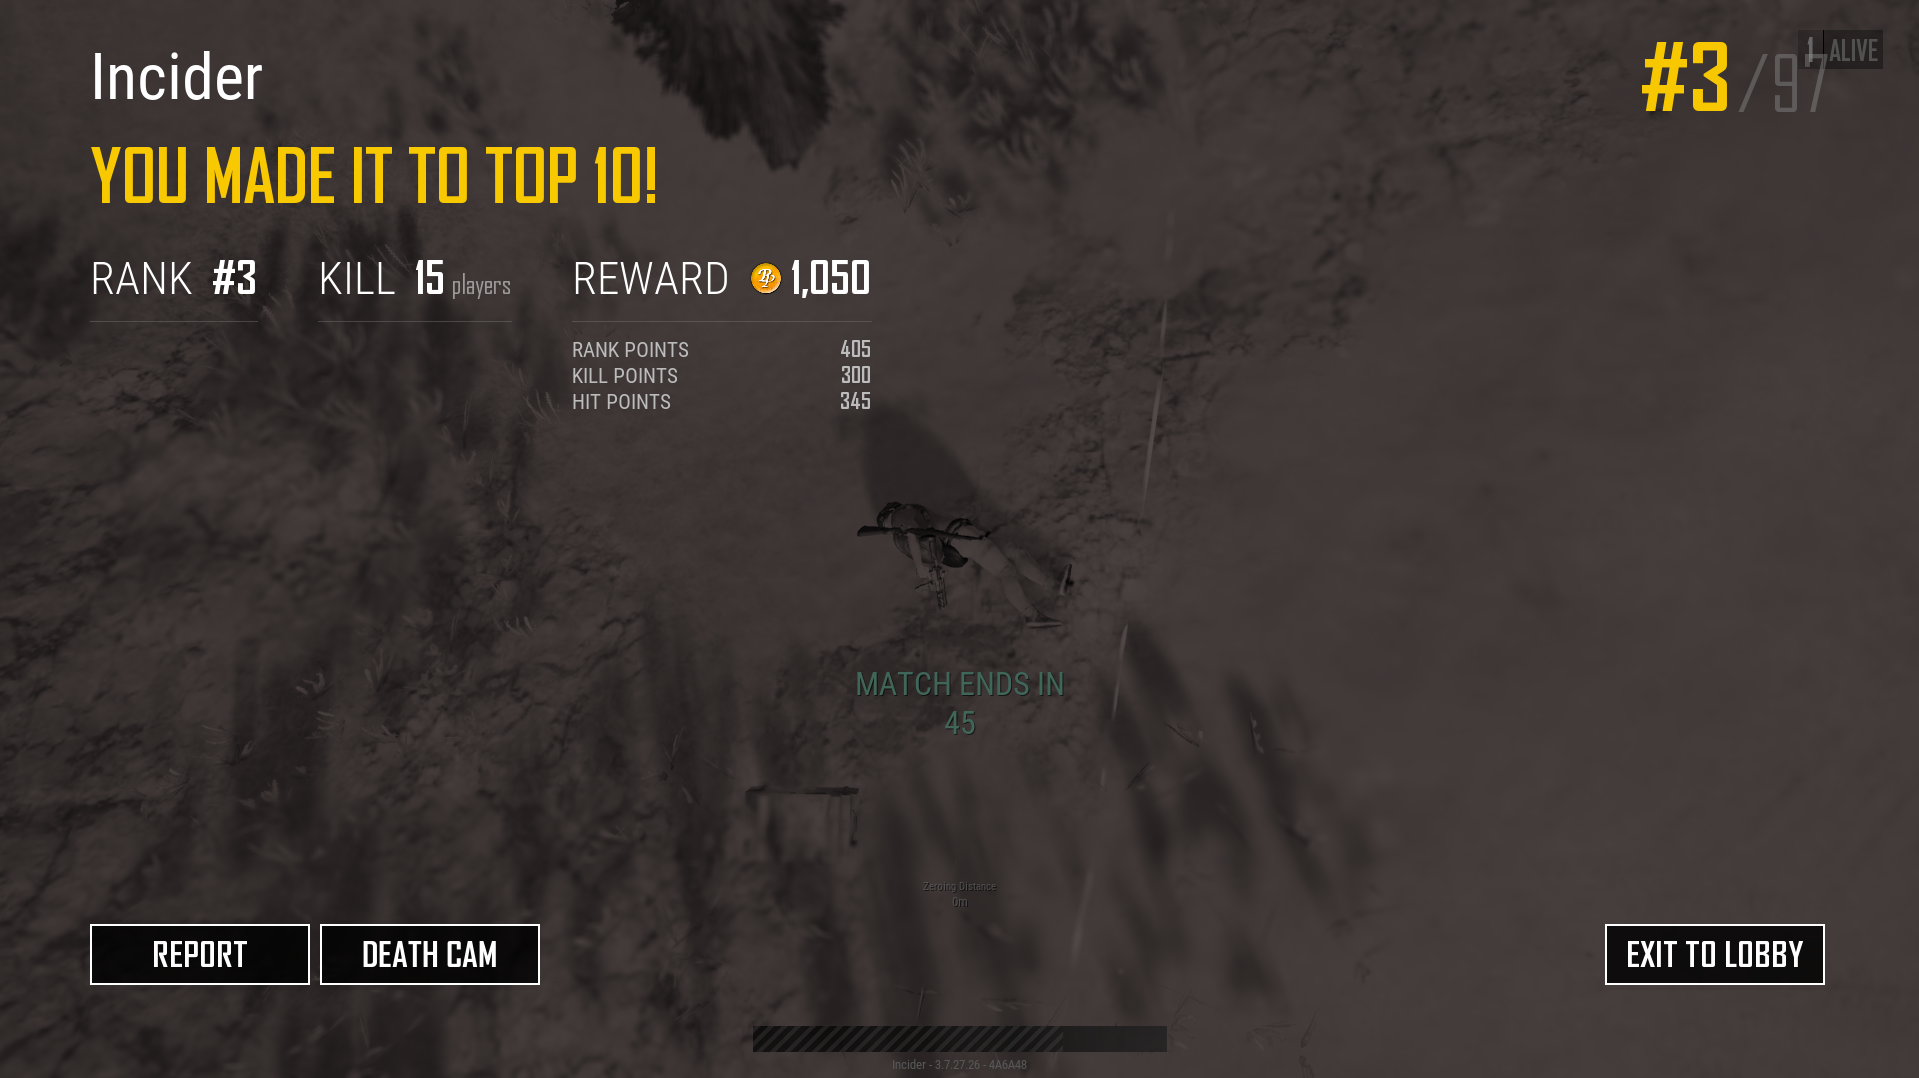 Incider
#3/97
1 ALIVE
YOU MADE IT TO TOP 10!
RANK #3 KILL 15 players REWARD 1,050
RANK POINTS 405
KILL POINTS 300
HIT POINTS 345
MATCH ENDS IN
45
Zeroing Distance
0m
REPORT DEATH CAM EXIT TO LOBBY
Incider - 3.7.27.26 - 4A6A48